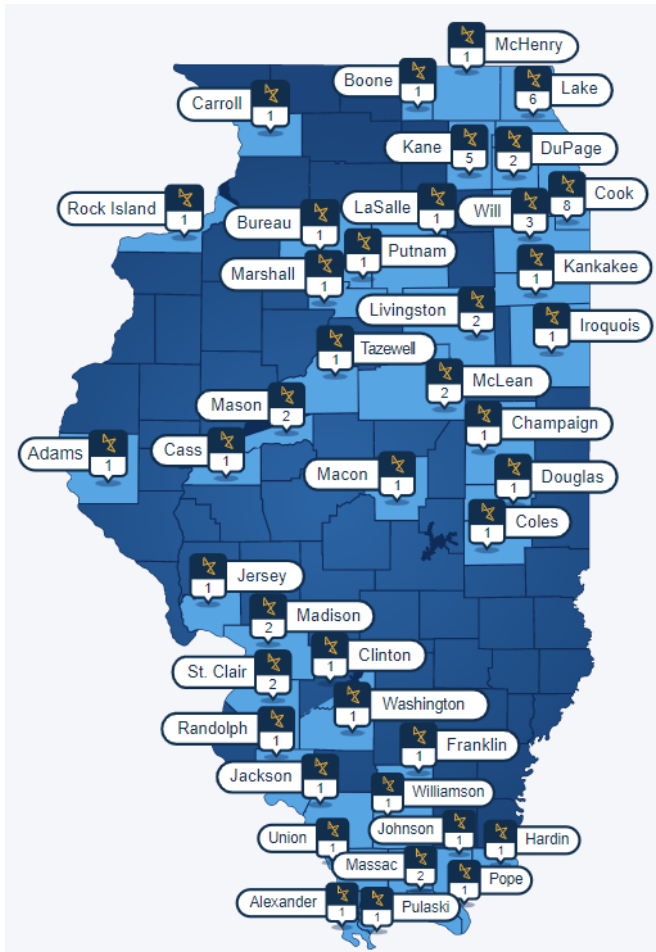 McHenry
1
Boone
1
Lake
6
Carroll
1
Kane
5
DuPage
2
Cook
8
Rock Island
1
LaSalle
1
Will
3
Bureau
1
Putnam
1
Marshall
1
Kankakee
1
Livingston
2
Iroquois
1
Tazewell
1
McLean
2
Mason
2
Champaign
1
Adams
1
Cass
1
Macon
1
Douglas
1
Coles
1
Jersey
1
Madison
2
Clinton
1
St. Clair
2
Washington
1
Randolph
1
Franklin
1
Jackson
1
Williamson
1
Union
1
Johnson
1
Hardin
1
Massac
2
Pope
1
Alexander
1
Pulaski
1